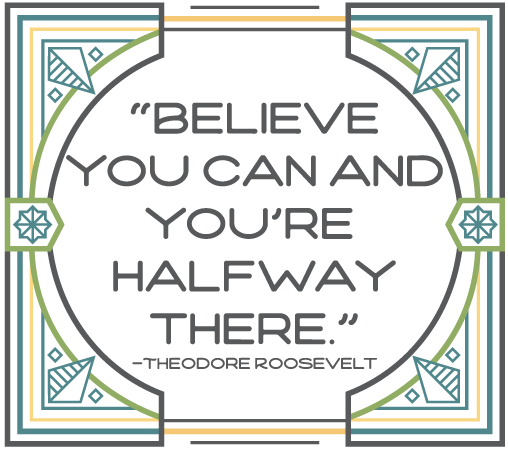 “BELIEVE
YOU CAN AND
YOU’RE
HALFWAY
THERE.”
–THEODORE ROOSEVELT